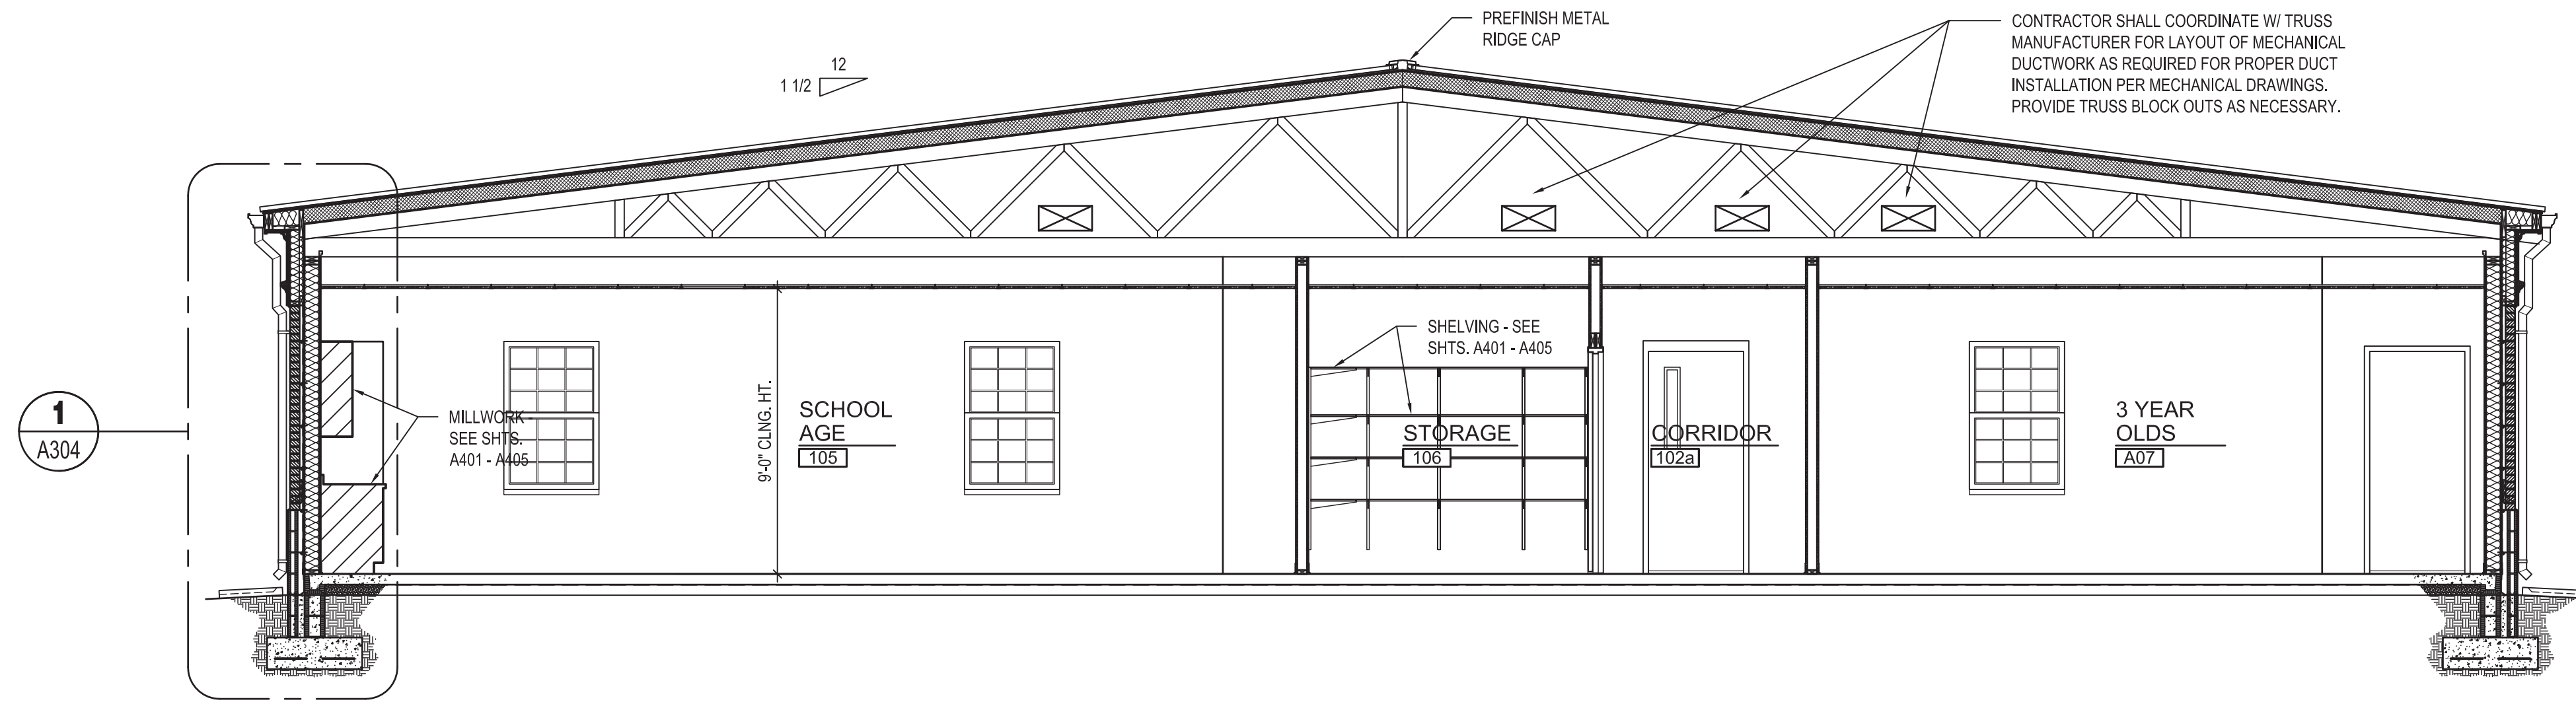 PREFINISH METAL
RIDGE CAP
CONTRACTOR SHALL COORDINATE W/ TRUSS
MANUFACTURER FOR LAYOUT OF MECHANICAL
DUCTWORK AS REQUIRED FOR PROPER DUCT
INSTALLATION PER MECHANICAL DRAWINGS.
PROVIDE TRUSS BLOCK OUTS AS NECESSARY.
12
1 1/2
1
A304
MILLWORK -
SEE SHTS.
A401 - A405
9'-0" CLNG. HT.
SCHOOL
AGE
105
SHELVING - SEE
SHTS. A401 - A405
STORAGE
106
CORRIDOR
102a
3 YEAR
OLDS
A07